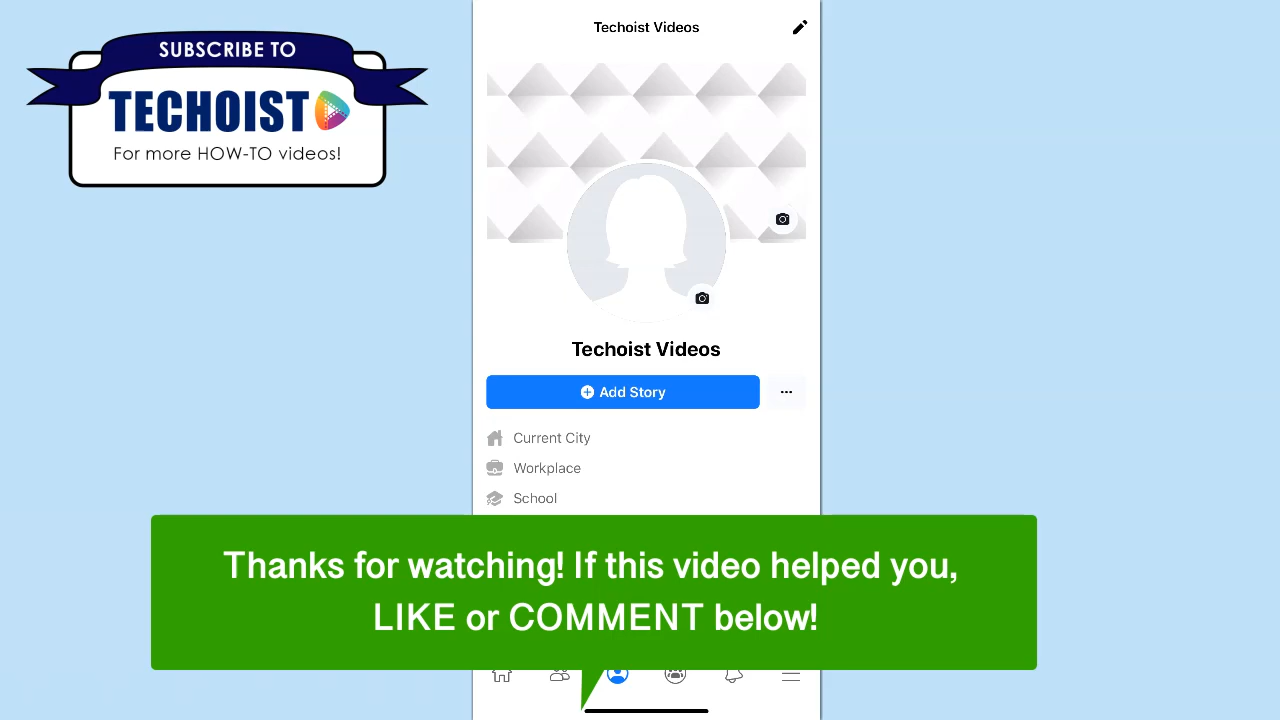 SUBSCRIBE TO
TECHOIST
For more HOW-TO videos!
Techoist Videos
Techoist Videos
Add Story
Current City
Workplace
School
Thanks for watching! If this video helped you,
LIKE or COMMENT below!